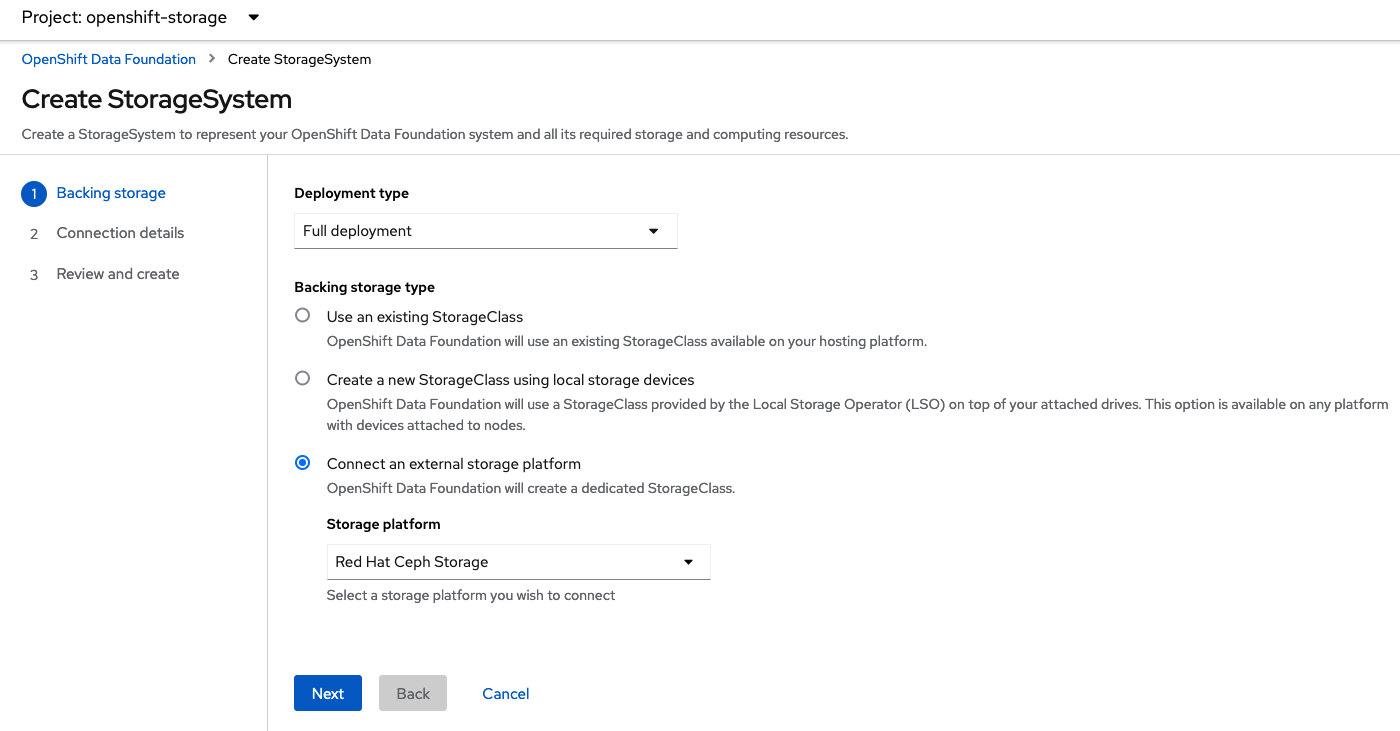 Project: openshift-storage
OpenShift Data Foundation > Create StorageSystem
Create StorageSystem
Create a StorageSystem to represent your OpenShift Data Foundation system and all its required storage and computing resources.
1 Backing storage
2 Connection details
3 Review and create
Deployment type
Full deployment
Backing storage type
Use an existing StorageClass
OpenShift Data Foundation will use an existing StorageClass available on your hosting platform.
Create a new StorageClass using local storage devices
OpenShift Data Foundation will use a StorageClass provided by the Local Storage Operator (LSO) on top of your attached drives. This option is available on any platform
with devices attached to nodes.
Connect an external storage platform
OpenShift Data Foundation will create a dedicated StorageClass.
Storage platform
Red Hat Ceph Storage
Select a storage platform you wish to connect
Next Back Cancel